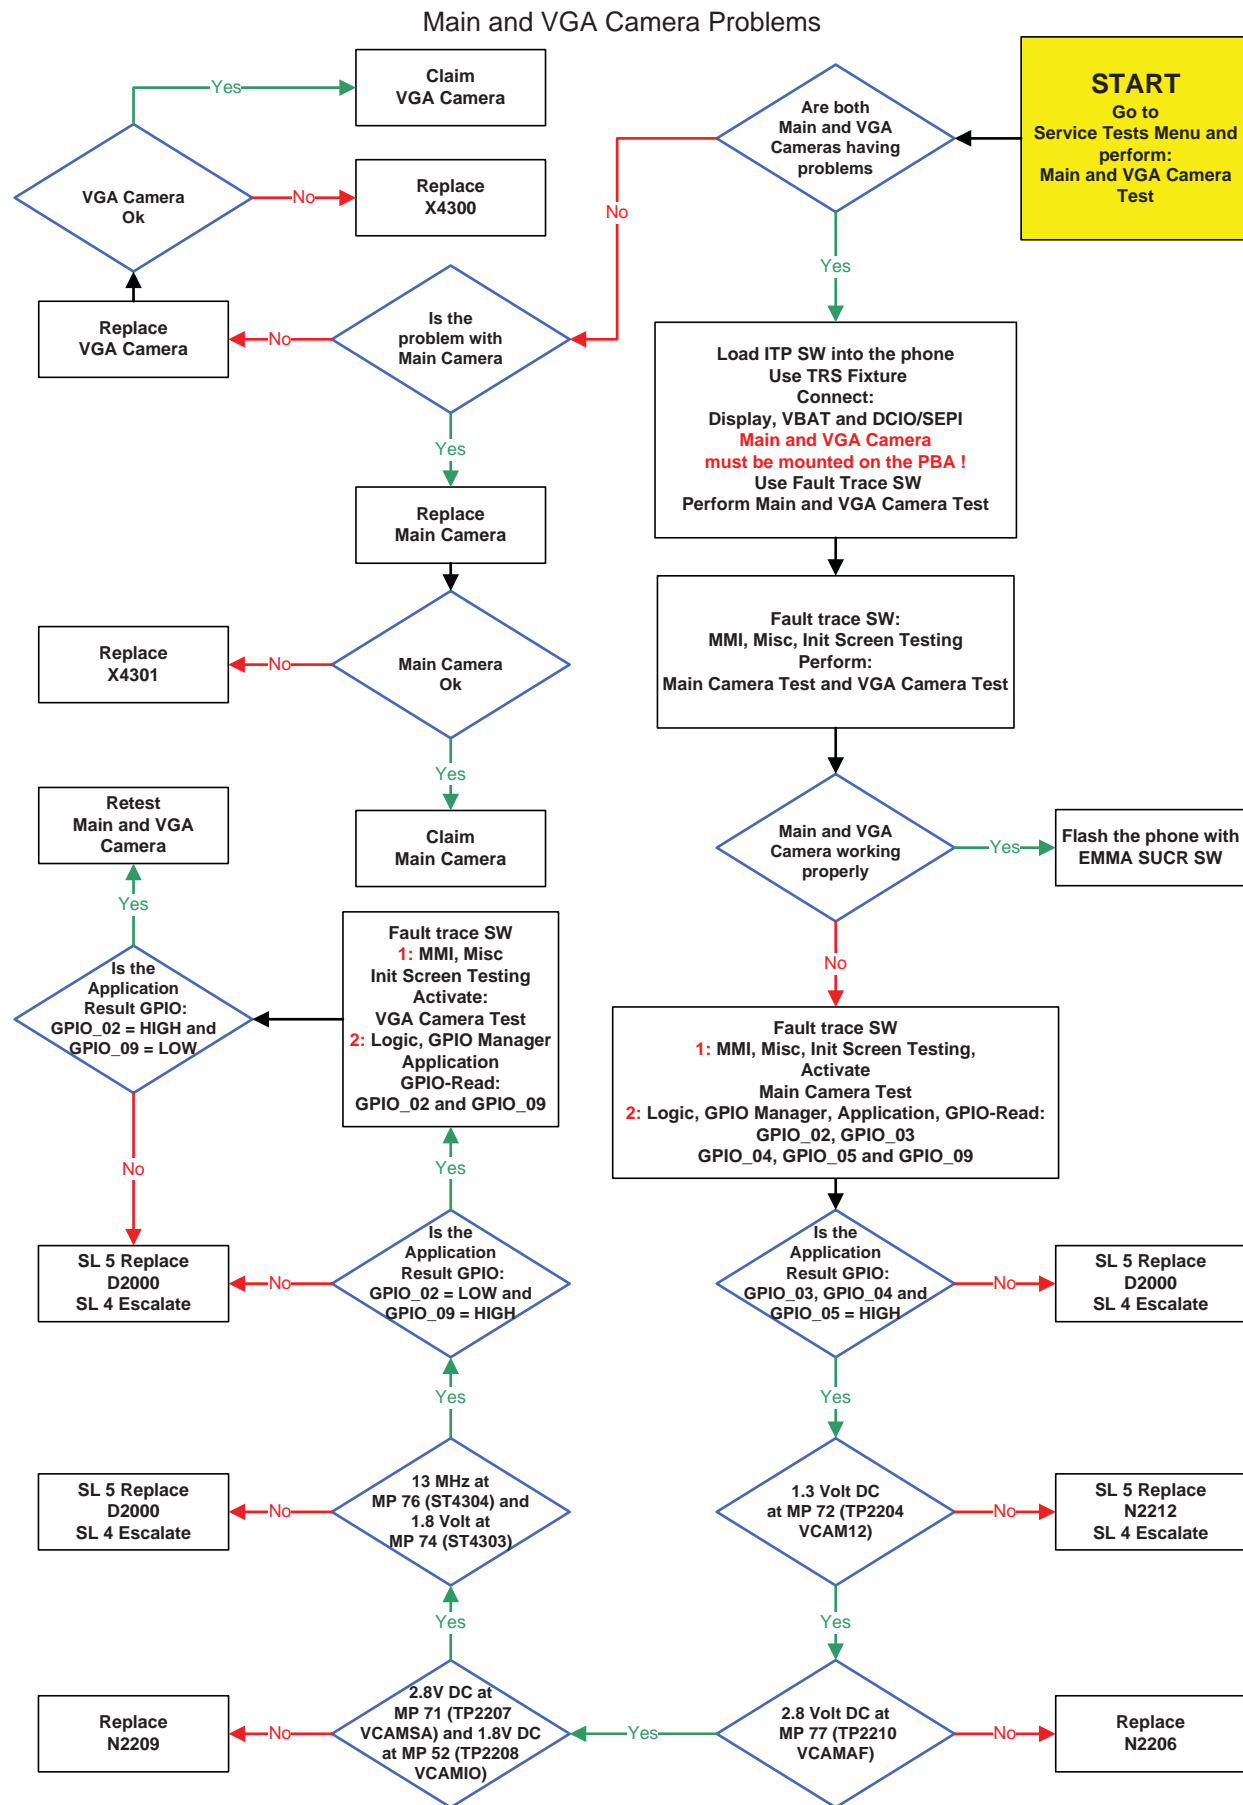 Main and VGA Camera Problems
START
Go to
Service Tests Menu and
perform:
Main and VGA Camera
Test
Are both
Main and VGA
Cameras having
problems
No
Yes
Claim
VGA Camera
Yes
VGA Camera
Ok
No
Replace
X4300
Replace
VGA Camera
No
Is the
problem with
Main Camera
Yes
Load ITP SW into the phone
Use TRS Fixture
Connect:
Display, VBAT and DCIO/SEPI
Main and VGA Camera
must be mounted on the PBA !
Use Fault Trace SW
Perform Main and VGA Camera Test
Replace
Main Camera
Fault trace SW:
MMI, Misc, Init Screen Testing
Perform:
Main Camera Test and VGA Camera Test
Replace
X4301
No
Main Camera
Ok
Yes
Claim
Main Camera
Main and VGA
Camera working
properly
Yes
Flash the phone with
EMMA SUCR SW
No
Retest
Main and VGA
Camera
Yes
Is the
Application
Result GPIO:
GPIO_02 = HIGH and
GPIO_09 = LOW
No
Fault trace SW
1: MMI, Misc
Init Screen Testing
Activate:
VGA Camera Test
2: Logic, GPIO Manager
Application
GPIO-Read:
GPIO_02 and GPIO_09
Yes
Fault trace SW
1: MMI, Misc, Init Screen Testing,
Activate
Main Camera Test
2: Logic, GPIO Manager, Application, GPIO-Read:
GPIO_02, GPIO_03
GPIO_04, GPIO_05 and GPIO_09
SL 5 Replace
D2000
SL 4 Escalate
No
Is the
Application
Result GPIO:
GPIO_02 = LOW and
GPIO_09 = HIGH
Yes
Is the
Application
Result GPIO:
GPIO_03, GPIO_04 and
GPIO_05 = HIGH
No
SL 5 Replace
D2000
SL 4 Escalate
Yes
SL 5 Replace
D2000
SL 4 Escalate
No
13 MHz at
MP 76 (ST4304) and
1.8 Volt at
MP 74 (ST4303)
Yes
1.3 Volt DC
at MP 72 (TP2204
VCAM12)
No
SL 5 Replace
N2212
SL 4 Escalate
Yes
Replace
N2209
No
2.8V DC at
MP 71 (TP2207
VCAMSA) and 1.8V DC
at MP 52 (TP2208
VCAMIO)
Yes
2.8 Volt DC at
MP 77 (TP2210
VCAMAF)
No
Replace
N2206